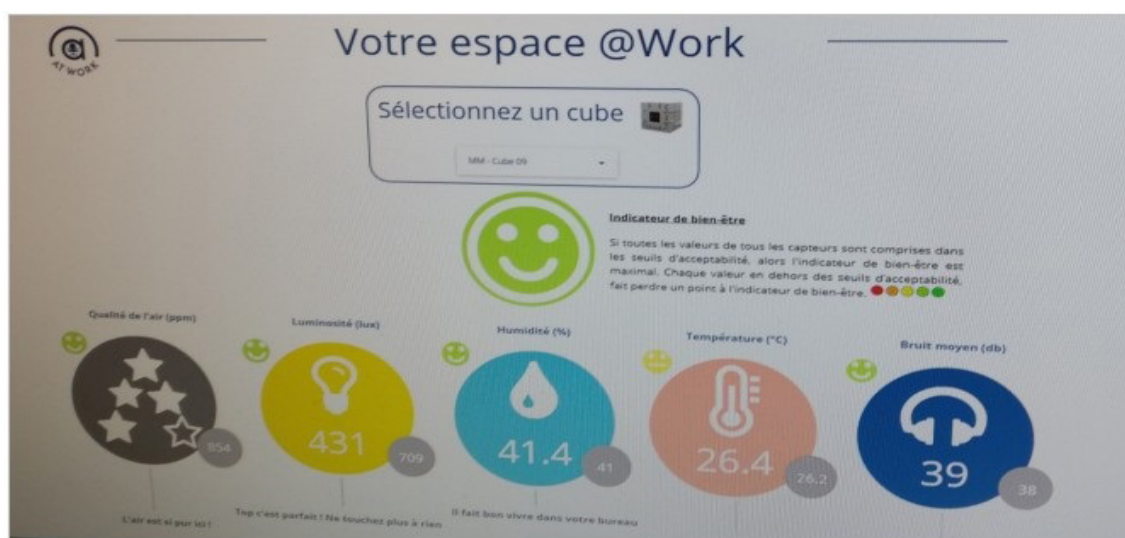 Votre espace @Work
AT WORK
Sélectionnez un cube
MM - Cube 09
Indicateur de bien-être
Si toutes les valeurs de tous les capteurs sont comprises dans
les seuils d'acceptabilité, alors l'indicateur de bien-être est
maximal. Chaque valeur en dehors des seuils d'acceptabilité,
fait perdre un point à l'indicateur de bien-être.
Qualité de l'air (ppm)
Luminosité (lux)
Humidité (%)
Température (°C)
Bruit moyen (db)
854
431
709
41.4
41
26.4
26.2
39
38
L'air est si pur ici !
Top c'est parfait ! Ne touchez plus à rien
Il fait bon vivre dans votre bureau